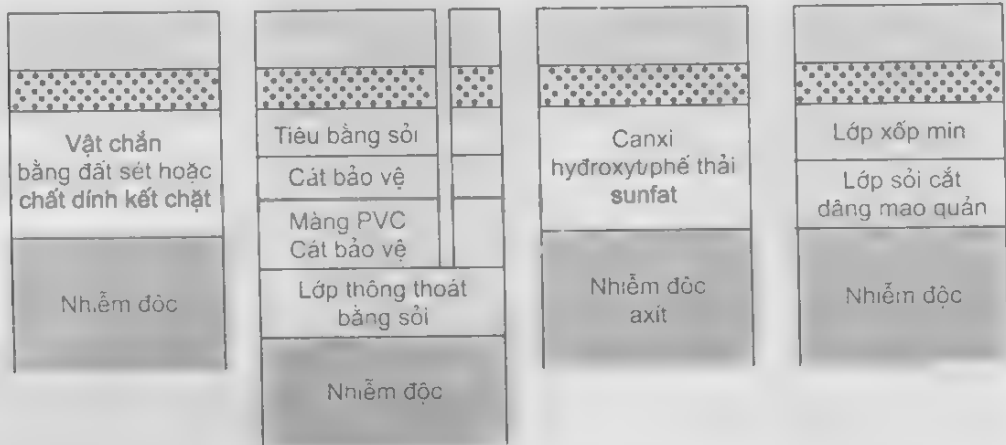 Vật chắn
bằng đất sét hoặc
chất dính kết chặt
Nhiễm độc
Tiêu bằng sỏi
Cát bảo vệ
Màng PVC
Cát bảo vệ
Lớp thông thoát
bằng sỏi
Nhiễm độc
Canxi
hyđroxyt/phế thải
sunfat
Nhiễm độc
axít
Lớp xốp mịn
Lớp sỏi cắt
dâng mao quản
Nhiễm độc